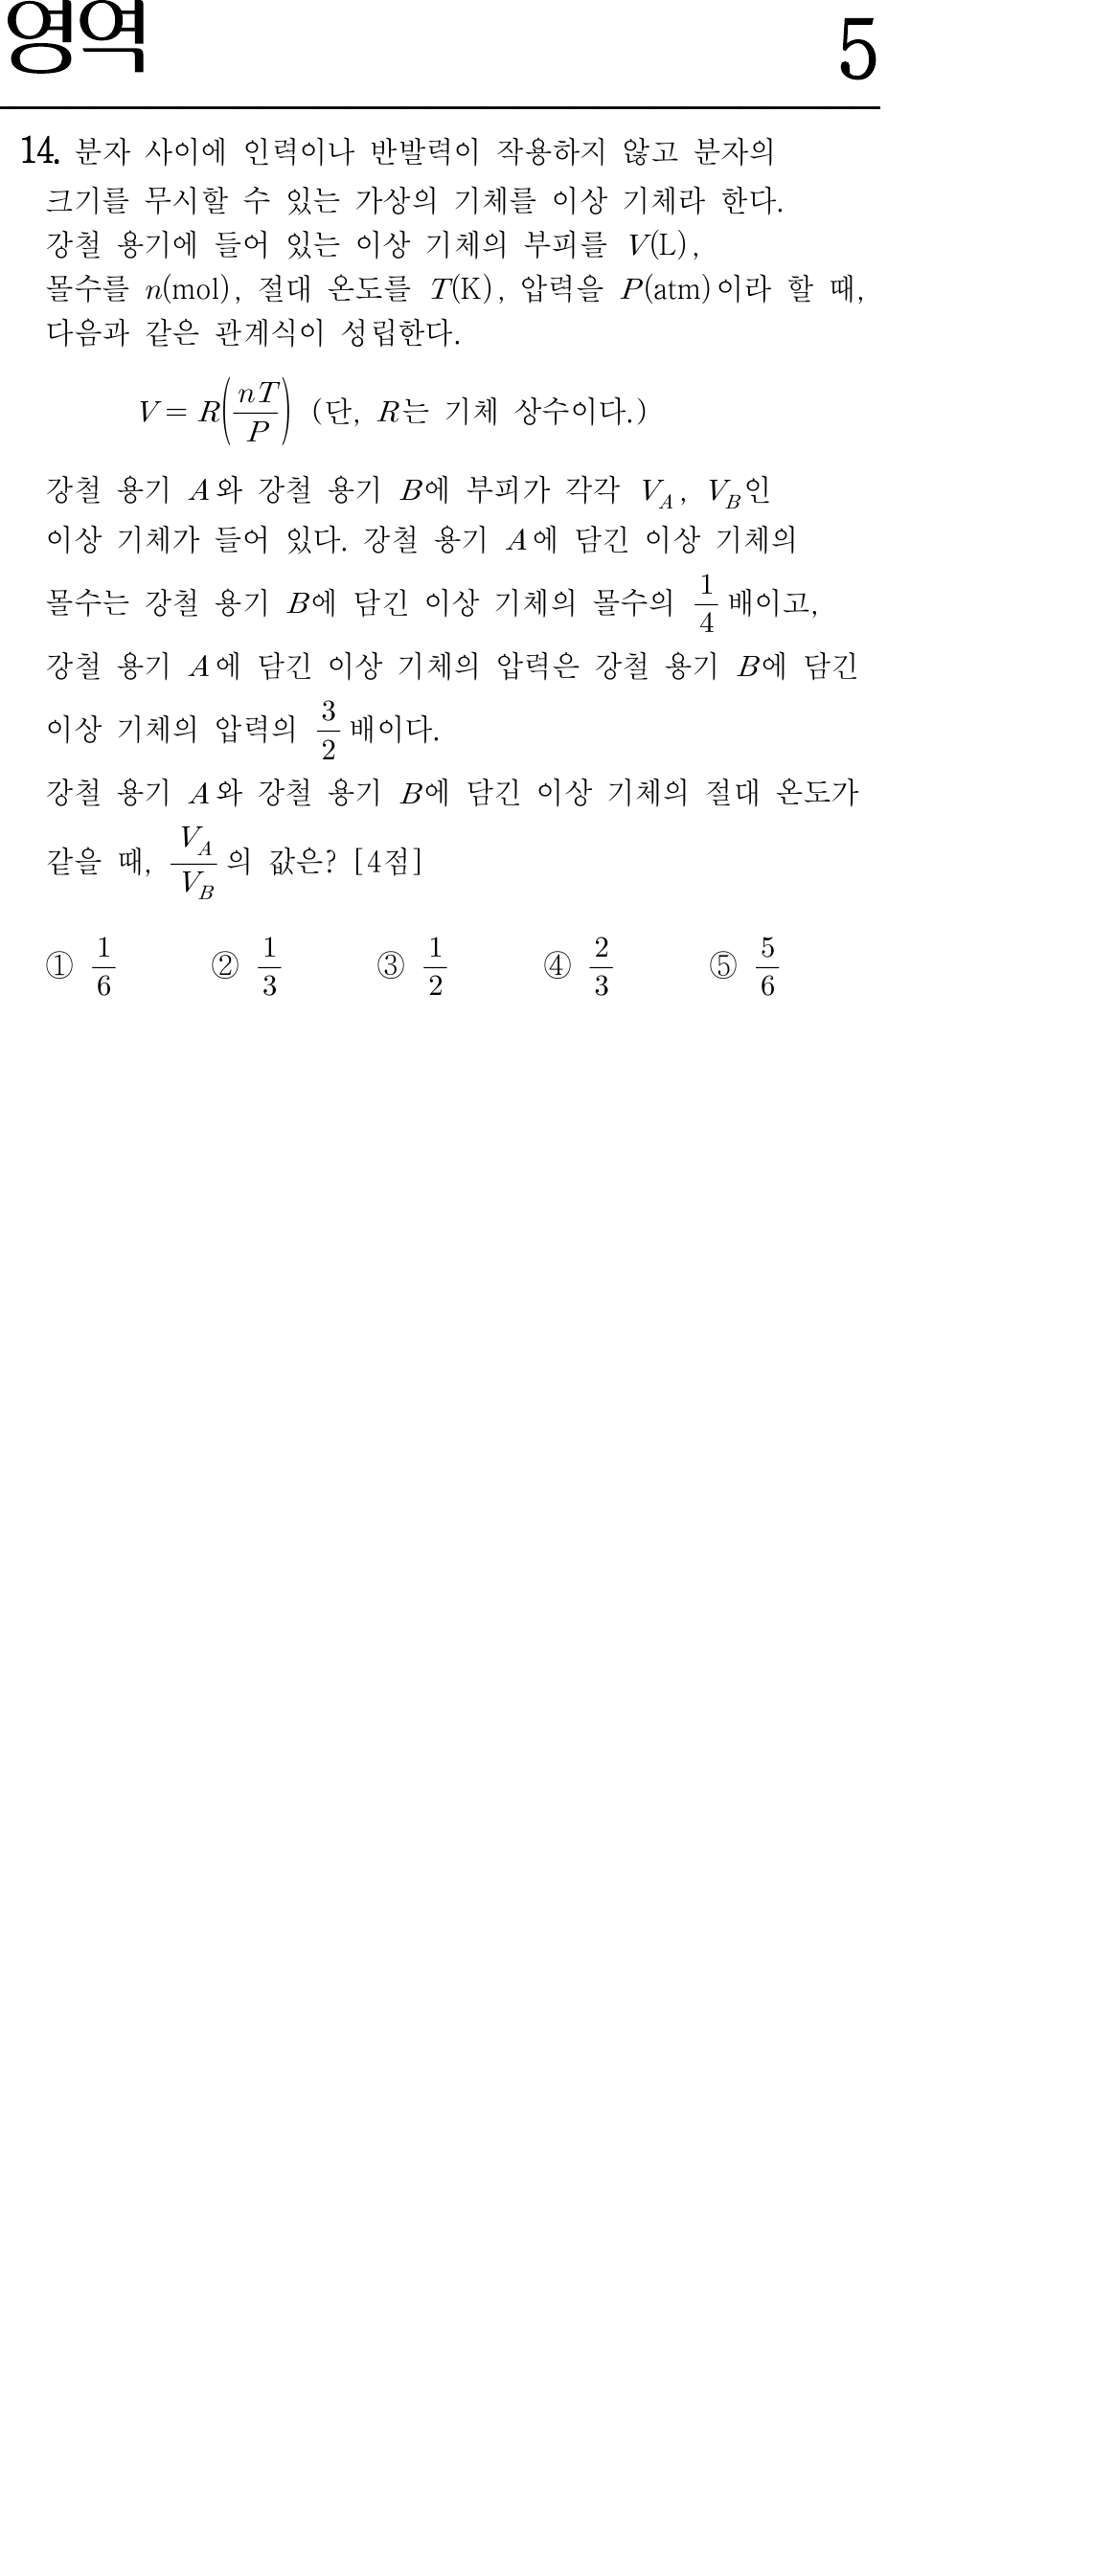 영역
5
14. 분자 사이에 인력이나 반발력이 작용하지 않고 분자의
크기를 무시할 수 있는 가상의 기체를 이상 기체라 한다.
강철 용기에 들어 있는 이상 기체의 부피를 V(L),
몰수를 n(mol), 절대 온도를 T(K), 압력을 P(atm)이라 할 때,
다음과 같은 관계식이 성립한다.
V = R(nT/P) (단, R는 기체 상수이다.)
강철 용기 A와 강철 용기 B에 부피가 각각 V_A, V_B인
이상 기체가 들어 있다. 강철 용기 A에 담긴 이상 기체의
몰수는 강철 용기 B에 담긴 이상 기체의 몰수의 1/4 배이고,
강철 용기 A에 담긴 이상 기체의 압력은 강철 용기 B에 담긴
이상 기체의 압력의 3/2 배이다.
강철 용기 A와 강철 용기 B에 담긴 이상 기체의 절대 온도가
같을 때, V_A/V_B 의 값은? [4점]
① 1/6 ② 1/3 ③ 1/2 ④ 2/3 ⑤ 5/6